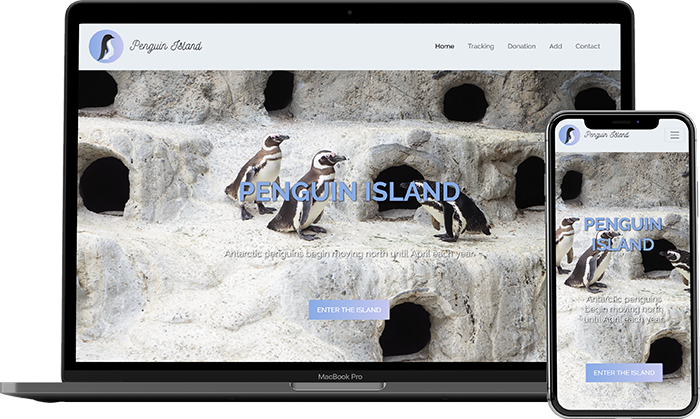 Penguin Island
Home Tracking Donation Add Contact
PENGUIN ISLAND
Antarctic penguins begin moving north until April each year.
ENTER THE ISLAND
MacBook Pro
Penguin Island
PENGUIN
ISLAND
Antarctic penguins
begin moving north
until April each year.
ENTER THE ISLAND